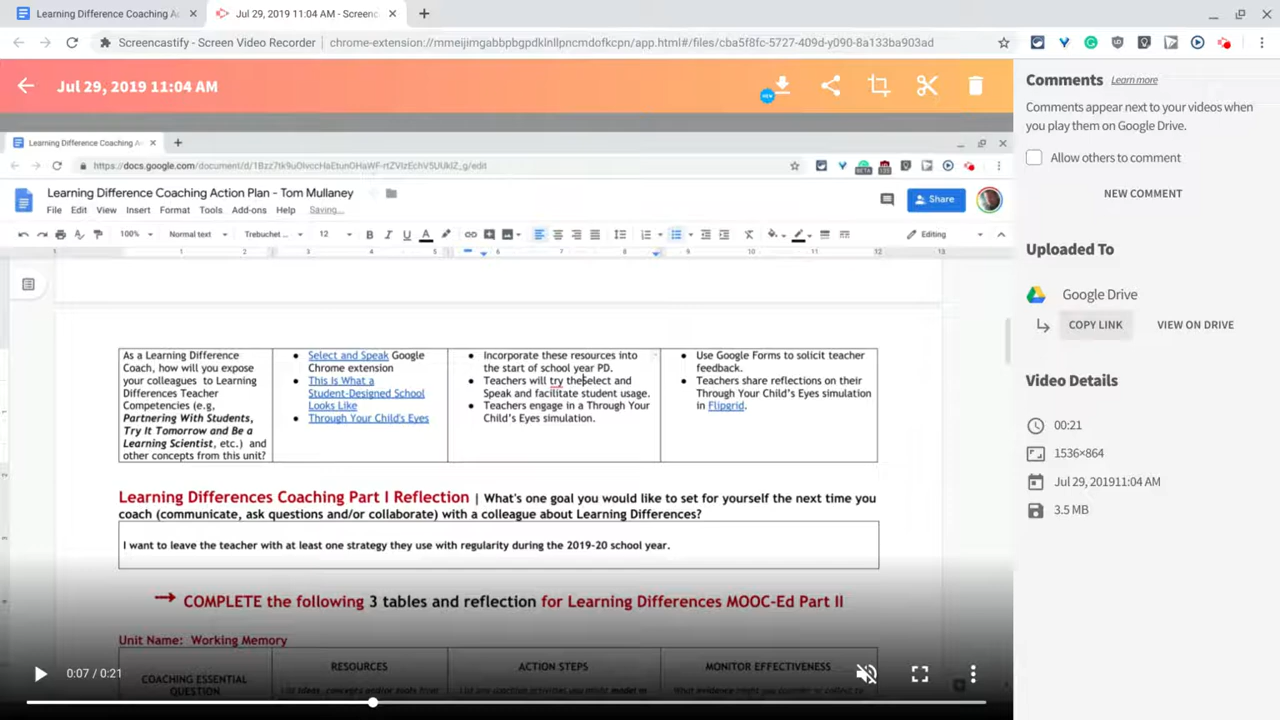 Learning Difference Coaching Ac
Jul 29, 2019 11:04 AM - Screenc
Screencastify - Screen Video Recorder
chrome-extension://mmeijimgabbpbgpdklnllpncmdofkcpn/app.html#/files/cba5f8fc-5727-409d-y090-8a133ba903ad
Jul 29, 2019 11:04 AM
NEW
Learning Difference Coaching A
Learning Difference Coaching Action Plan - Tom Mullaney
File Edit View Insert Format Tools Add-ons Help Saving...
Share
100% Normal text Trebuchet ... 12 Editing
As a Learning Difference
Coach, how will you expose
your colleagues to Learning
Differences Teacher
Competencies (e.g,
Partnering With Students,
Try It Tomorrow and Be a
Learning Scientist, etc.) and
other concepts from this unit?
Select and Speak Google
Chrome extension
This Is What a
Student-Designed School
Looks Like
Through Your Child's Eyes
Incorporate these resources into
the start of school year PD.
Teachers will try theSelect and
Speak and facilitate student usage.
Teachers engage in a Through Your
Child's Eyes simulation.
Use Google Forms to solicit teacher
feedback.
Teachers share reflections on their
Through Your Child's Eyes simulation
in Flipgrid.
Learning Differences Coaching Part I Reflection | What's one goal you would like to set for yourself the next time you
coach (communicate, ask questions and/or collaborate) with a colleague about Learning Differences?
I want to leave the teacher with at least one strategy they use with regularity during the 2019-20 school year.
COMPLETE the following 3 tables and reflection for Learning Differences MOOC-Ed Part II
Unit Name: Working Memory
COACHING ESSENTIAL
QUESTION
RESOURCES
ACTION STEPS
MONITOR EFFECTIVENESS
0:07 / 0:21
Comments Learn more
Comments appear next to your videos when
you play them on Google Drive.
Allow others to comment
NEW COMMENT
Uploaded To
Google Drive
COPY LINK VIEW ON DRIVE
Video Details
00:21
1536×864
Jul 29, 201911:04 AM
3.5 MB